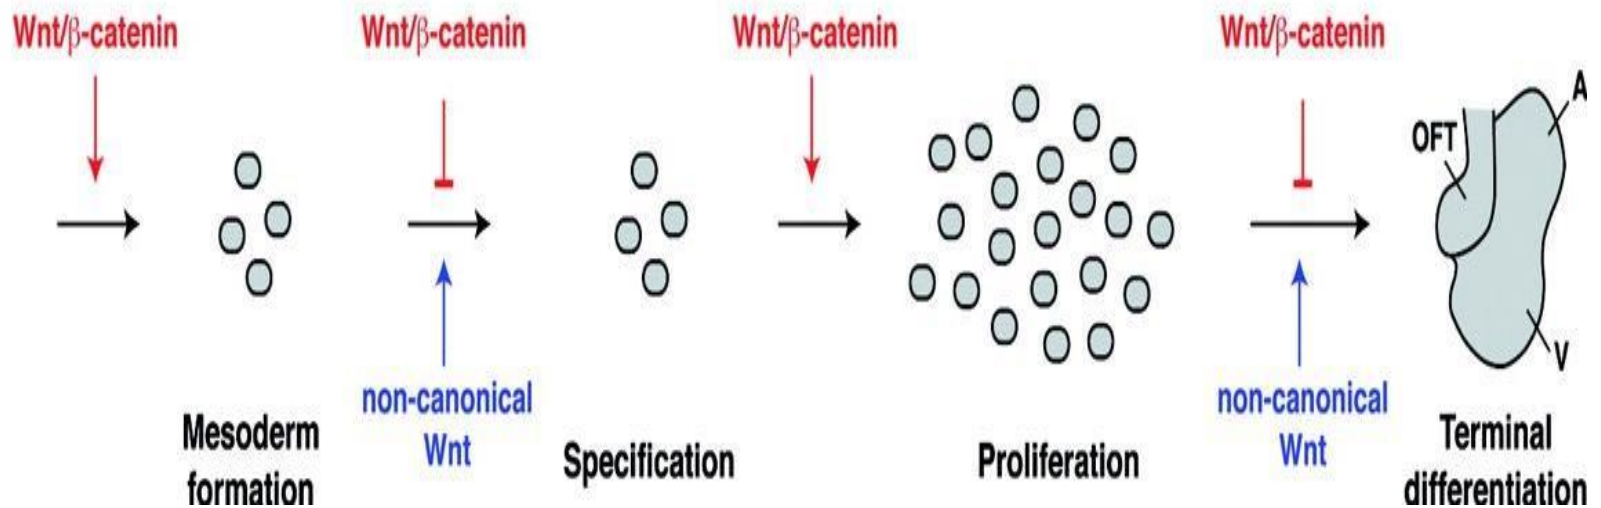 Wnt/β-catenin
Wnt/β-catenin
Wnt/β-catenin
Wnt/β-catenin
A
OFT
V
non-canonical
Wnt
non-canonical
Wnt
Mesoderm
formation
Specification
Proliferation
Terminal
differentiation